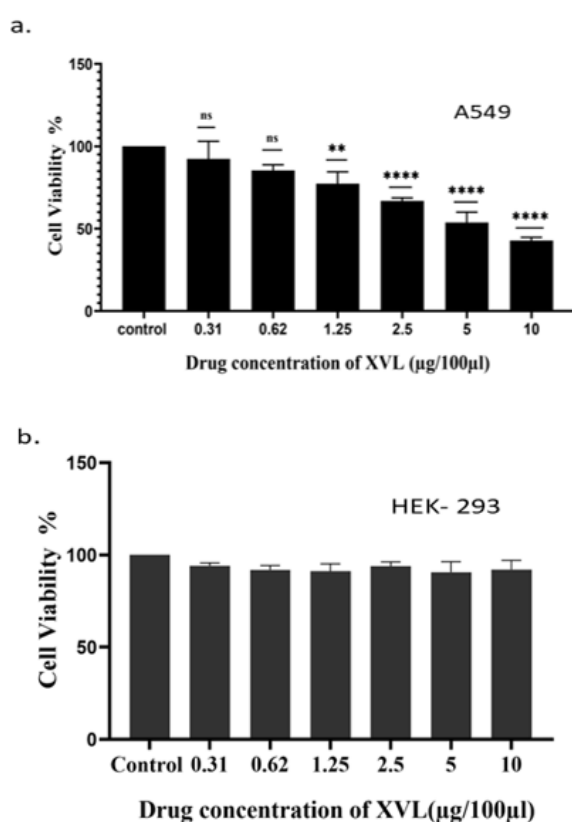 a.
150
100
50
0
Cell Viability %
A549
ns
ns
**
****
****
****
control 0.31 0.62 1.25 2.5 5 10
Drug concentration of XVL (µg/100µl)
b.
150
100
50
0
Cell Viability %
HEK- 293
Control 0.31 0.62 1.25 2.5 5 10
Drug concentration of XVL(µg/100µl)